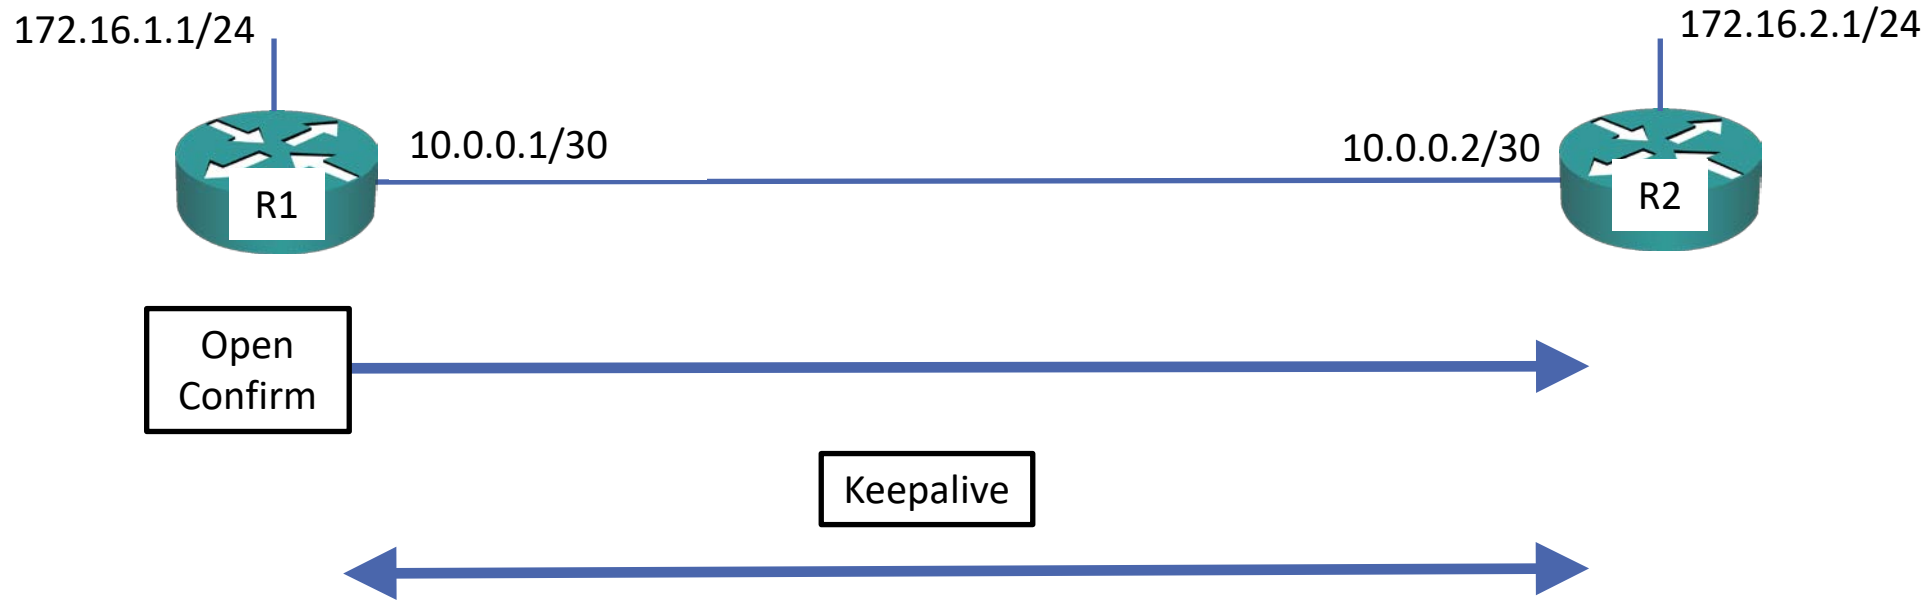 172.16.1.1/24
172.16.2.1/24
10.0.0.1/30
10.0.0.2/30
R1
R2
Open
Confirm
Keepalive